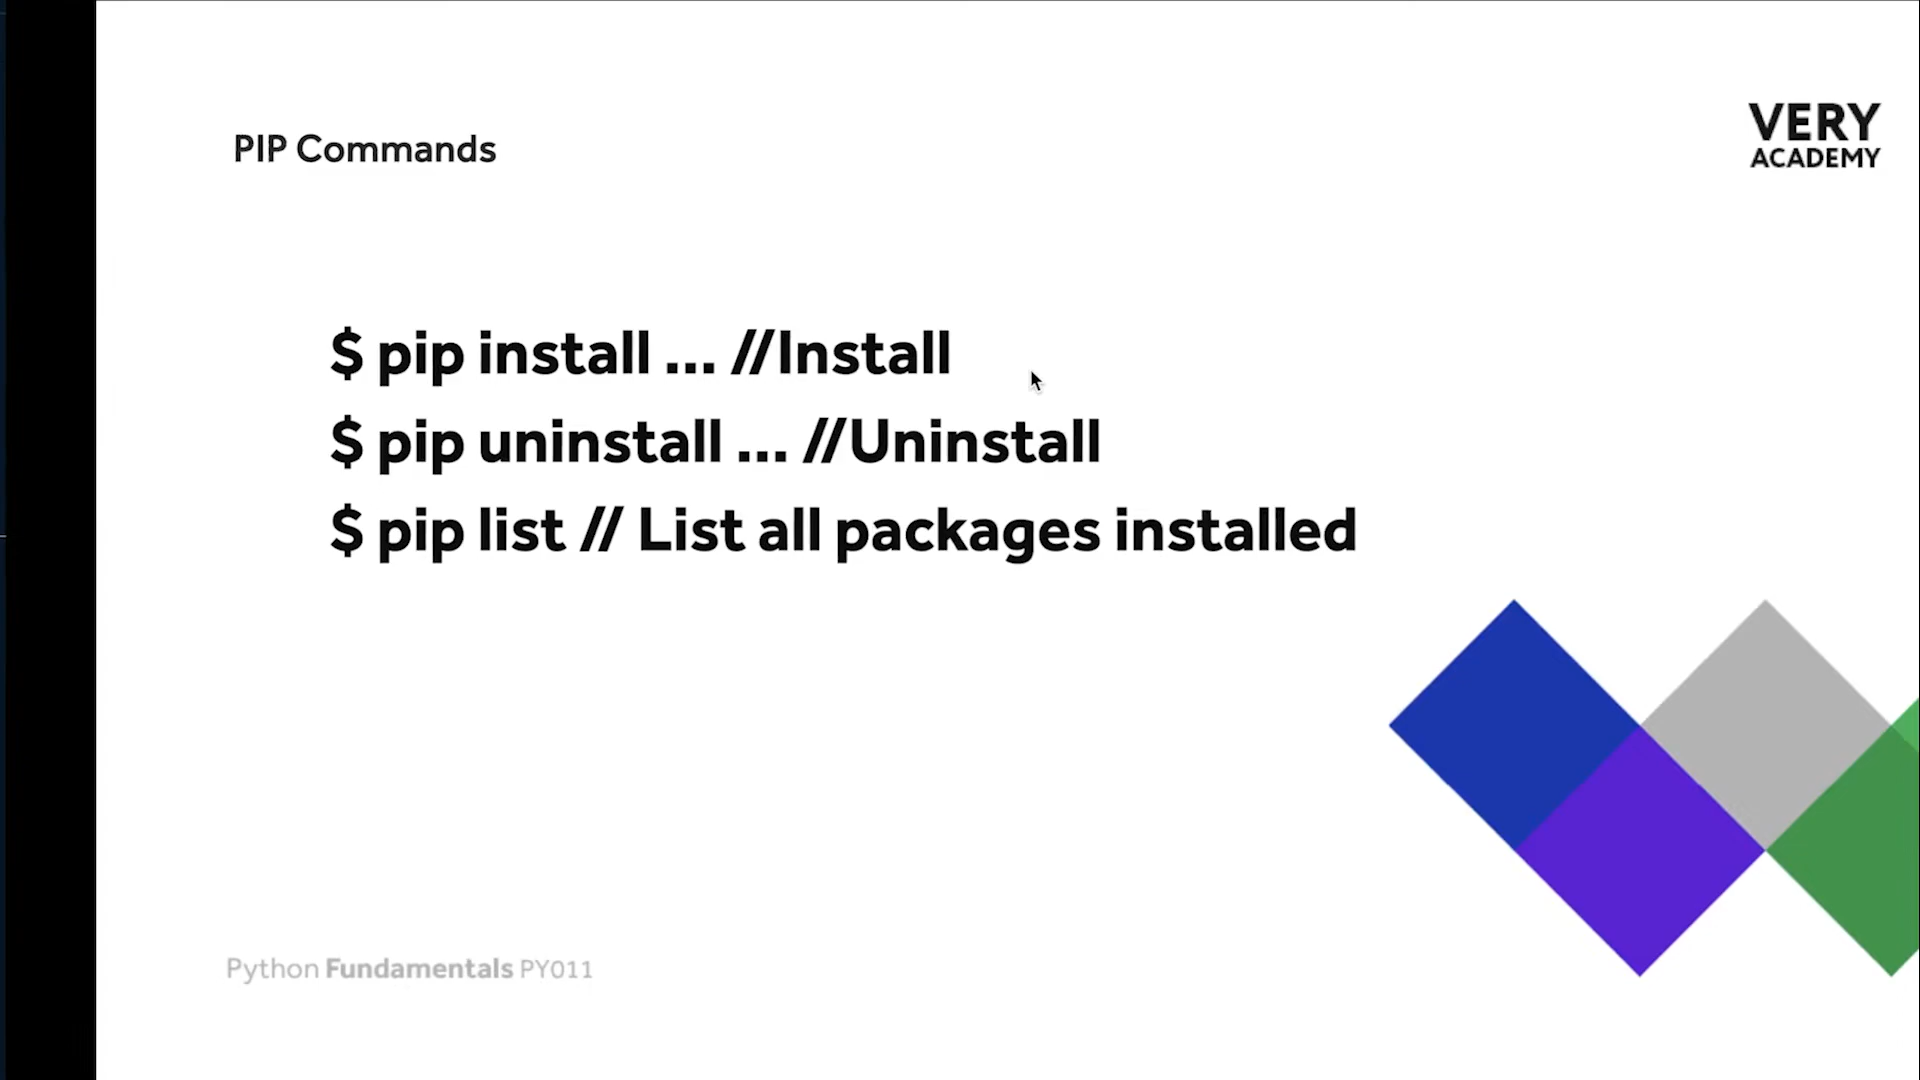 PIP Commands
VERY
ACADEMY
$ pip install ... //Install
$ pip uninstall ... //Uninstall
$ pip list // List all packages installed
Python Fundamentals PY011